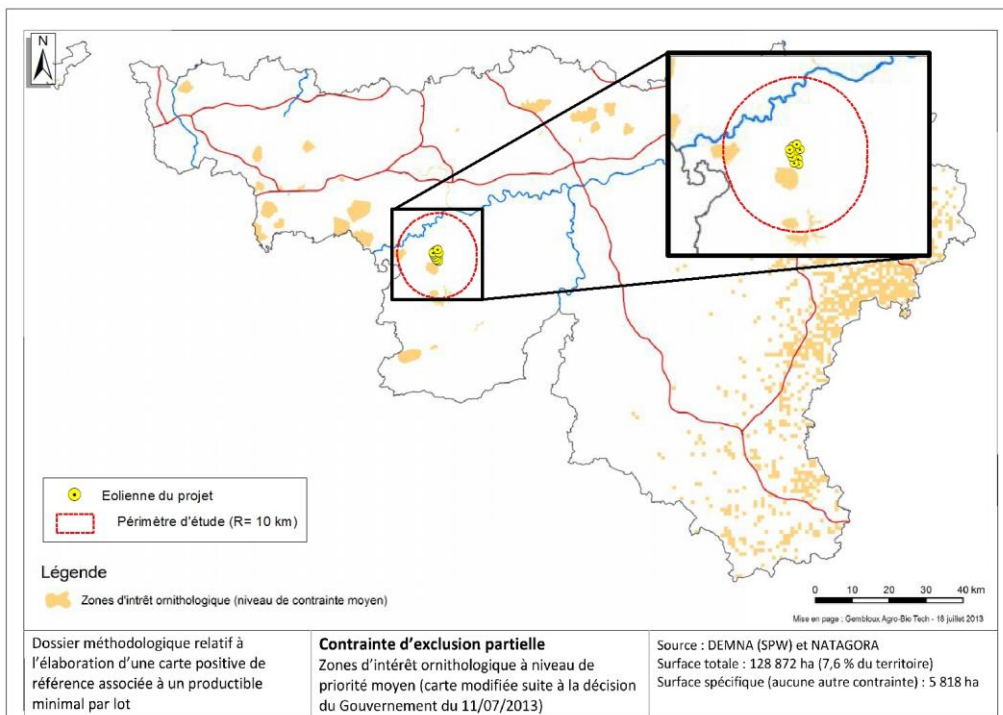 N
Eolienne du projet
Périmètre d'étude (R= 10 km)
Légende
Zones d'intrêt ornithologique (niveau de contrainte moyen)
0 10 20 30 40 km
Mise en page : Gembloux Agro-Bio Tech - 18 juillet 2013
Dossier méthodologique relatif à
l'élaboration d'une carte positive de
référence associée à un productible
minimal par lot
Contrainte d'exclusion partielle
Zones d'intérêt ornithologique à niveau de
priorité moyen (carte modifiée suite à la décision
du Gouvernement du 11/07/2013)
Source : DEMNA (SPW) et NATAGORA
Surface totale : 128 872 ha (7,6 % du territoire)
Surface spécifique (aucune autre contrainte) : 5 818 ha